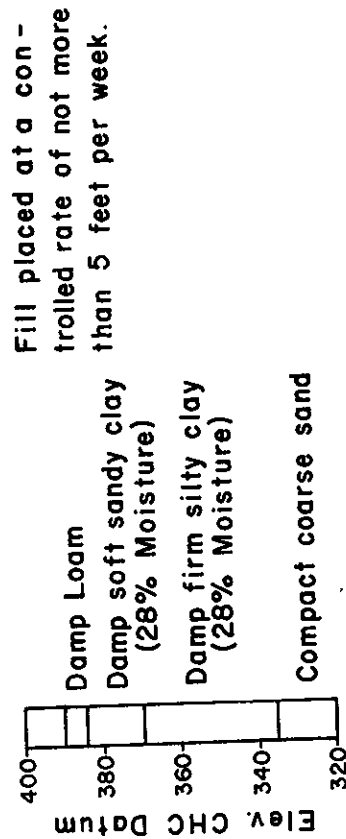 Fill placed at a con-
trolled rate of not more
than 5 feet per week.
Damp Loam
Damp soft sandy clay
(28% Moisture)
Damp firm silty clay
(28% Moisture)
Compact coarse sand
400
380
360
340
320
Elev. CHC Datum